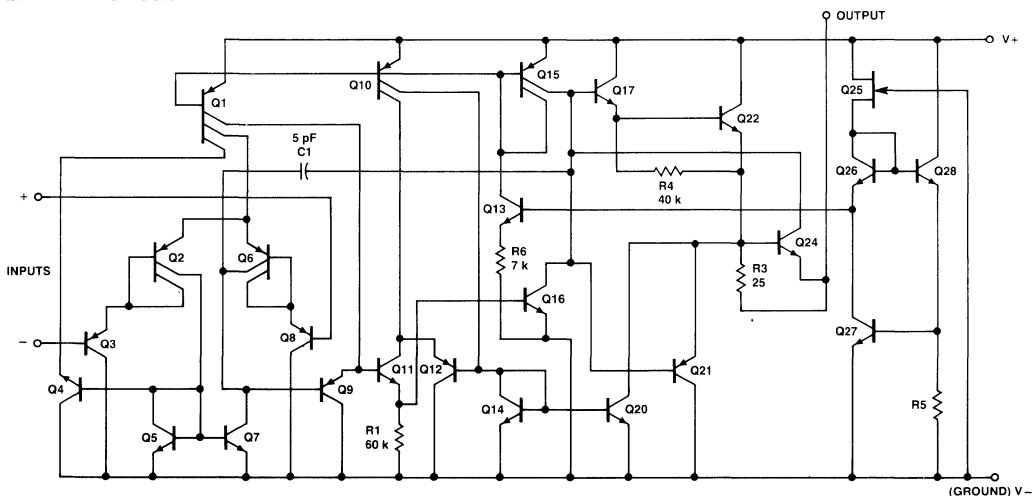 OUTPUT
V+
Q1
Q10
Q15
Q17
Q22
Q25
5 pF
C1
R4
40 k
Q26
Q28
+
Q13
R6
7 k
Q24
INPUTS
Q2
Q6
R3
25
Q16
Q8
−
Q3
Q27
Q4
Q9
Q11
Q12
Q21
Q14
Q20
R5
Q5
Q7
R1
60 k
(GROUND) V−